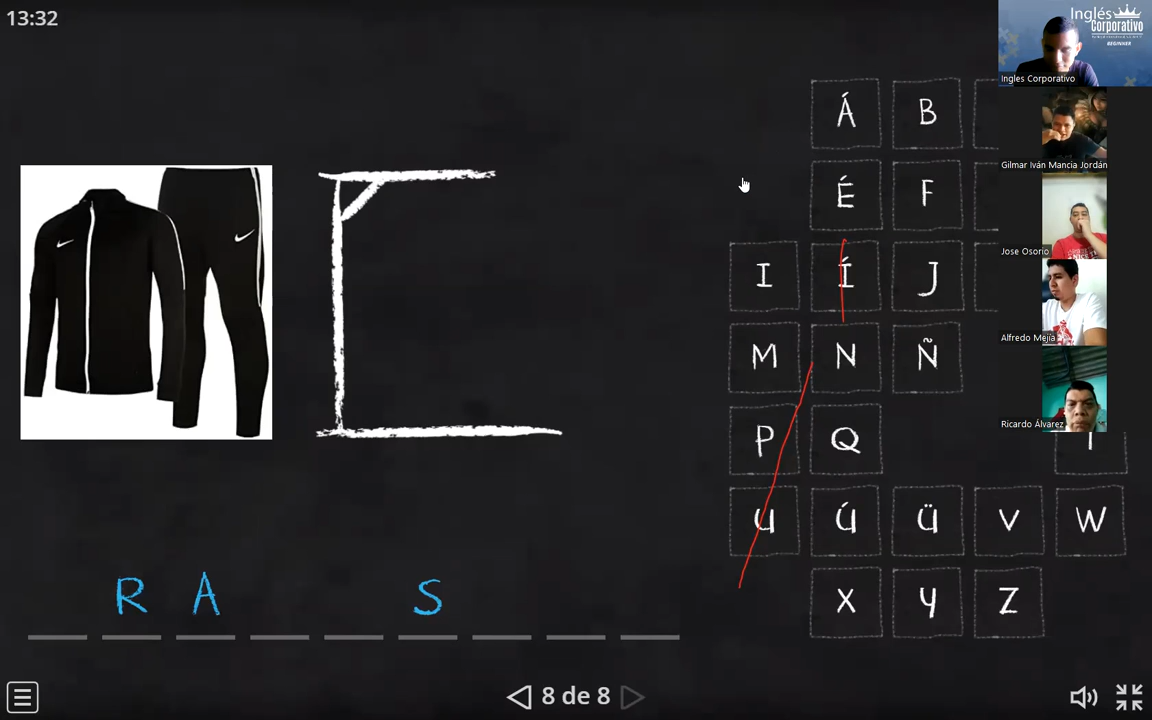 13:32
Inglés
Corporativo
BEGINNER
Ingles Corporativo
Á B
Gilmar Iván Mancia Jordán
É F
Jose Osorio
I Í J
Alfredo Mejía
M N Ñ
Ricardo Álvarez
P Q
U Ú Ü V W
R A S
X Y Z
8 de 8